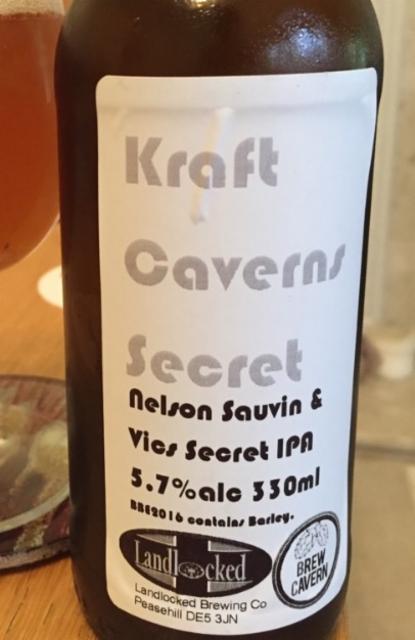 Kraft
Caverns
Secret
Nelson Sauvin &
Vics Secret IPA
5.7%alc 330ml
BBE2016 contains Barley.
Landlocked
BREW
CAVERN
Landlocked Brewing Co
Peasehill DE5 3JN